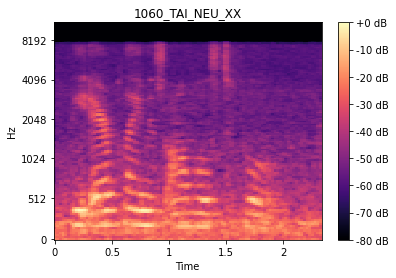 1060_TAI_NEU_XX
8192
4096
2048
1024
512
0
Hz
0
0.5
1
1.5
2
Time
+0 dB
-10 dB
-20 dB
-30 dB
-40 dB
-50 dB
-60 dB
-70 dB
-80 dB